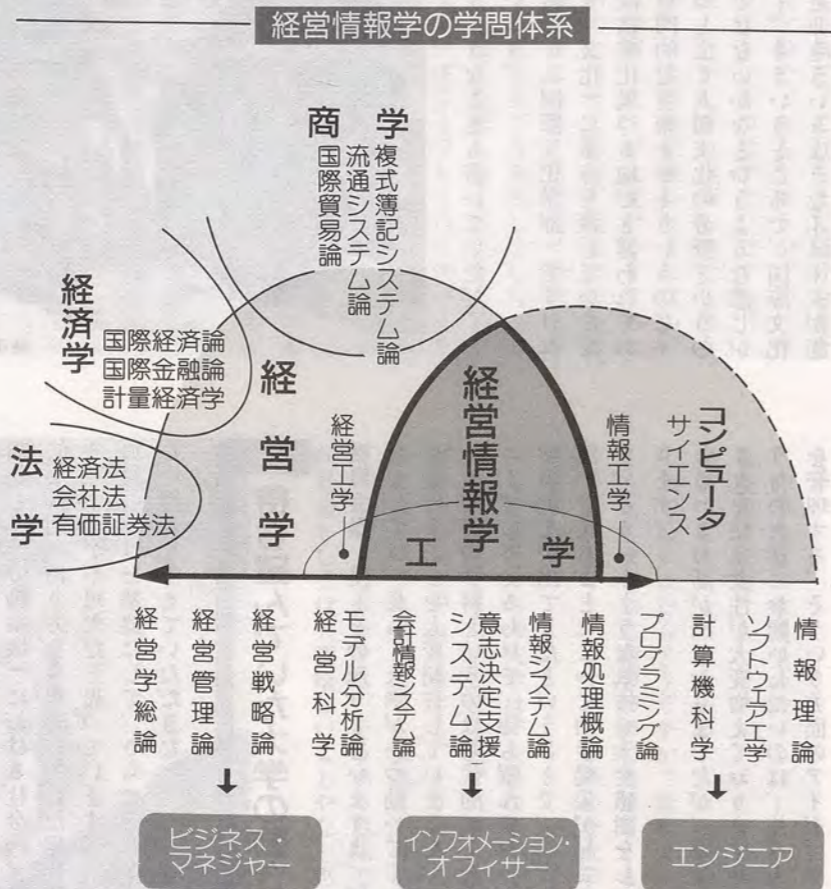 経営情報学の学問体系
商学
複式簿記システム論
流通システム論
国際貿易論
経済学
国際経済論
国際金融論
計量経済学
法学
経済法
会社法
有価証券法
経営学
経営工学
経営情報学
工学
情報工学
コンピュータ
サイエンス
経営学総論
経営管理論
経営戦略論
経営科学
モデル分析論
会計情報システム論
意志決定支援
システム論
情報システム論
情報処理概論
プログラミング論
計算機科学
ソフトウェア工学
情報理論
ビジネス・
マネジャー
インフォメーション・
オフィサー
エンジニア